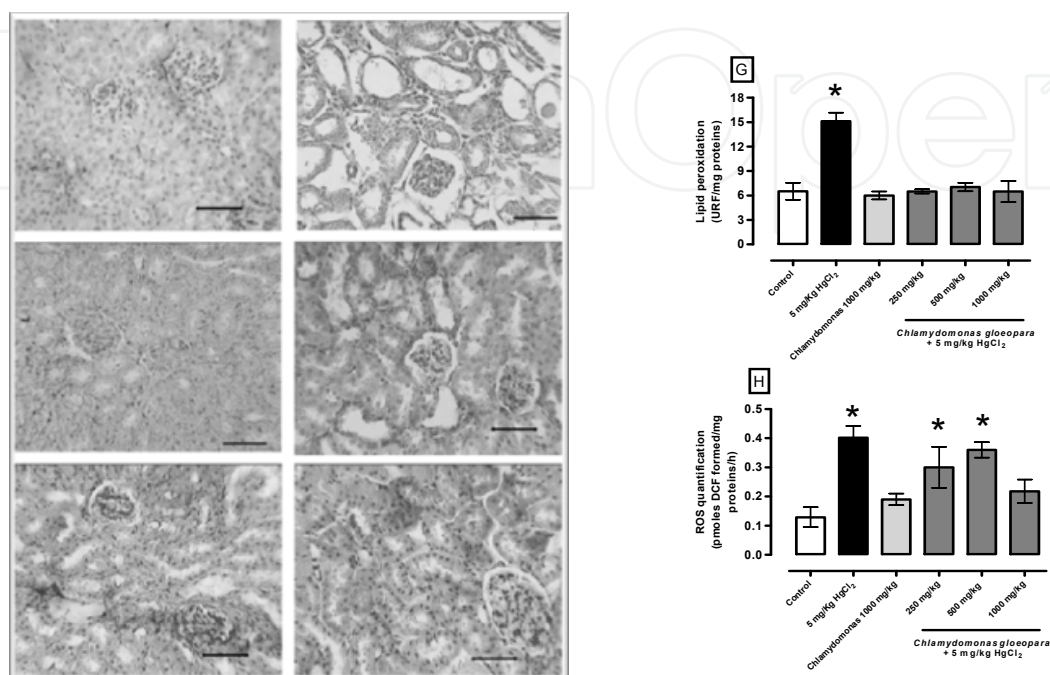 nOpen
G
*
18
15
12
9
6
3
0
Lipid peroxidation
(URF/mg proteins)
Control
5 mg/Kg HgCl₂
Chlamydomonas 1000 mg/kg
250 mg/kg
500 mg/kg
1000 mg/kg
Chlamydomonas gloeopara
+ 5 mg/kg HgCl₂
H
* * *
0.5
0.4
0.3
0.2
0.1
0.0
ROS quantification
(pmoles DCF formed/mg
proteins/h)
Control
5 mg/Kg HgCl₂
Chlamydomonas 1000 mg/kg
250 mg/kg
500 mg/kg
1000 mg/kg
Chlamydomonas gloeopara
+ 5 mg/kg HgCl₂